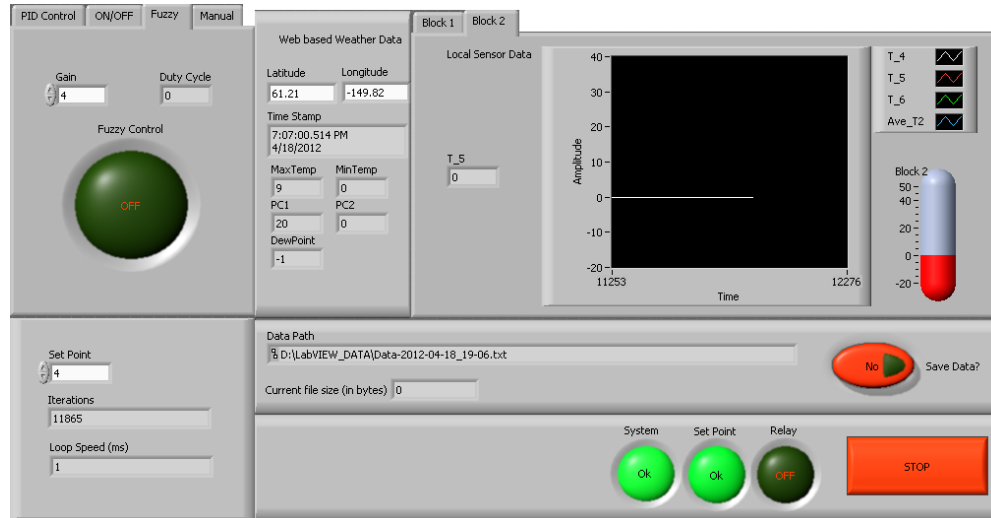 PID Control ON/OFF Fuzzy Manual
Gain Duty Cycle
4 0
Fuzzy Control
OFF
Web based Weather Data
Latitude Longitude
61.21 -149.82
Time Stamp
7:07:00.514 PM
4/18/2012
MaxTemp MinTemp
9 0
PC1 PC2
20 0
DewPoint
-1
Block 1 Block 2
Local Sensor Data
T_5
0
Amplitude
40
30
20
10
0
-10
-20
11253 12276
Time
T_4
T_5
T_6
Ave_T2
Block 2
50
40
20
0
-20
Set Point
4
Iterations
11865
Loop Speed (ms)
1
Data Path
D:\LabVIEW_DATA\Data-2012-04-18_19-06.txt
Current file size (in bytes) 0
No Save Data?
System Set Point Relay
Ok Ok OFF
STOP